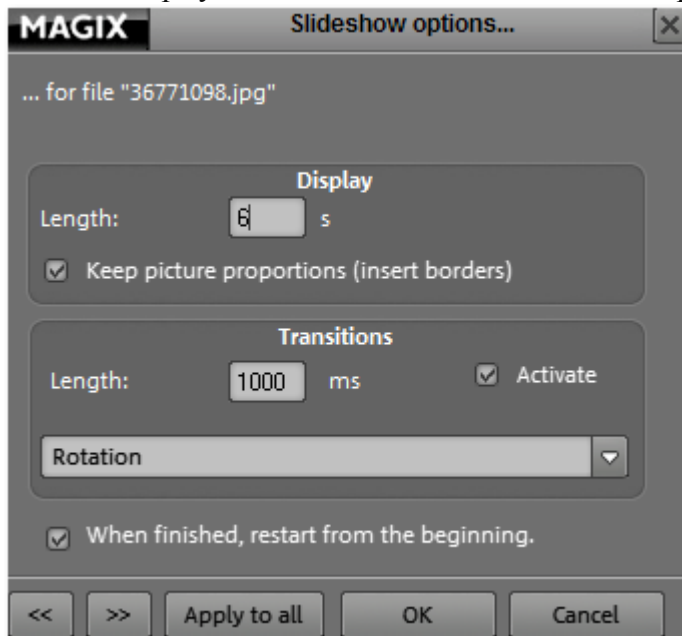 MAGIX Slideshow options...
... for file "36771098.jpg"
Display
Length: 6 s
Keep picture proportions (insert borders)
Transitions
Length: 1000 ms Activate
Rotation
When finished, restart from the beginning.
<< >> Apply to all OK Cancel